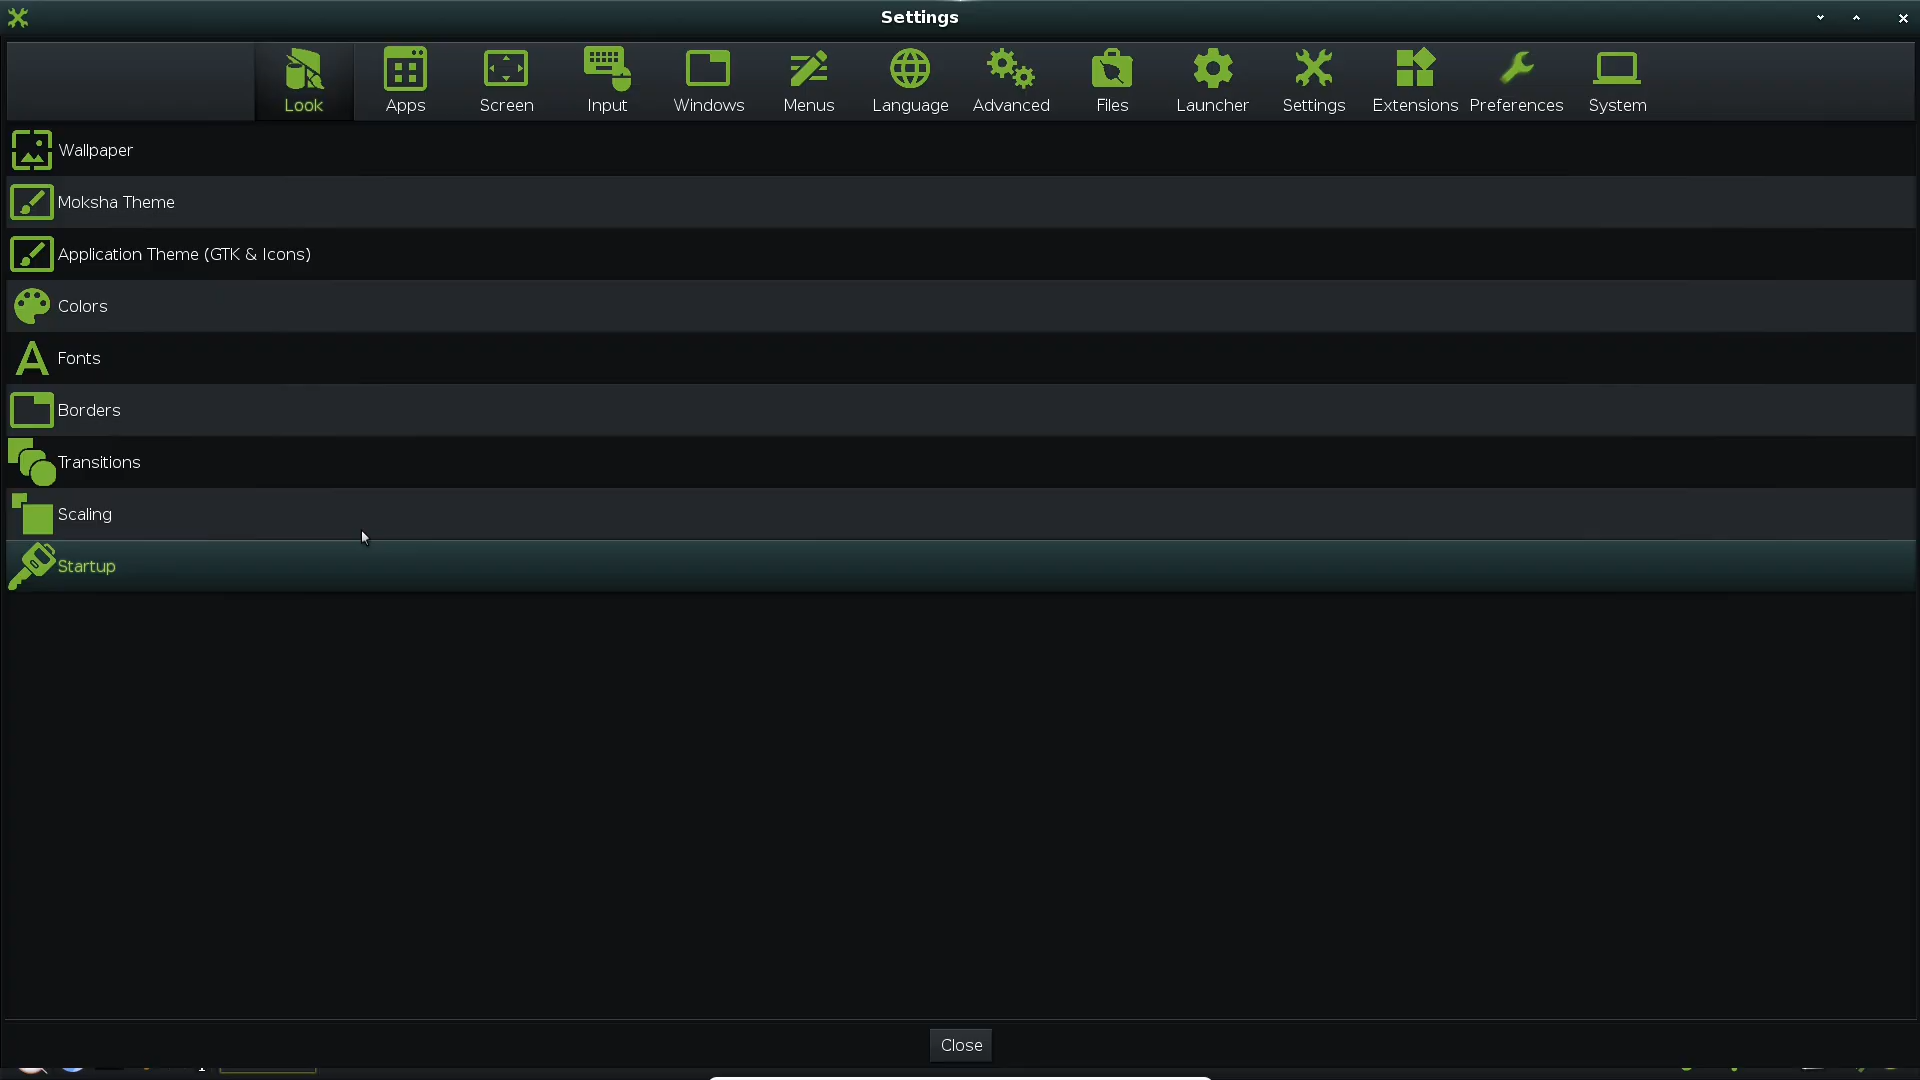 Settings
Look Apps Screen Input Windows Menus Language Advanced Files Launcher Settings Extensions Preferences System
Wallpaper
Moksha Theme
Application Theme (GTK & Icons)
Colors
Fonts
Borders
Transitions
Scaling
Startup
Close